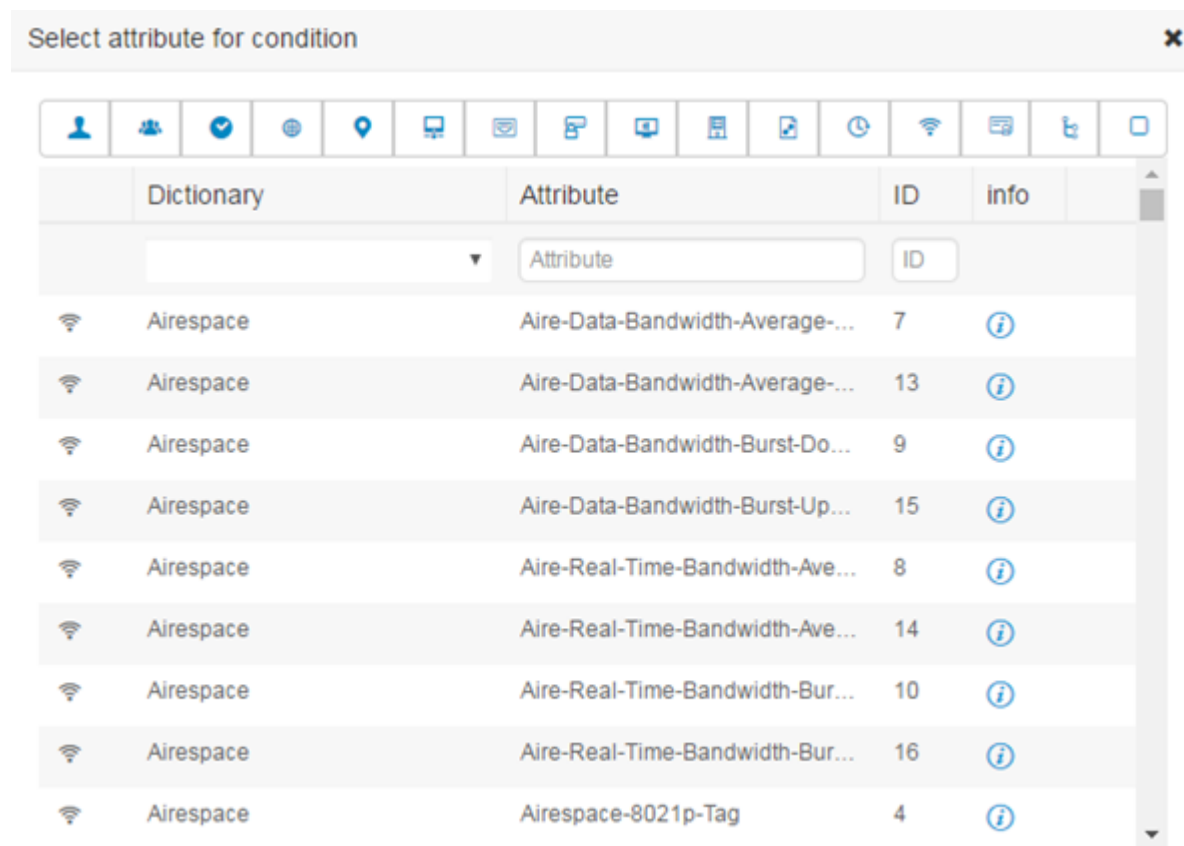 Select attribute for condition
Dictionary Attribute ID info
Attribute ID
Airespace Aire-Data-Bandwidth-Average-... 7
Airespace Aire-Data-Bandwidth-Average-... 13
Airespace Aire-Data-Bandwidth-Burst-Do... 9
Airespace Aire-Data-Bandwidth-Burst-Up... 15
Airespace Aire-Real-Time-Bandwidth-Ave... 8
Airespace Aire-Real-Time-Bandwidth-Ave... 14
Airespace Aire-Real-Time-Bandwidth-Bur... 10
Airespace Aire-Real-Time-Bandwidth-Bur... 16
Airespace Airespace-8021p-Tag 4